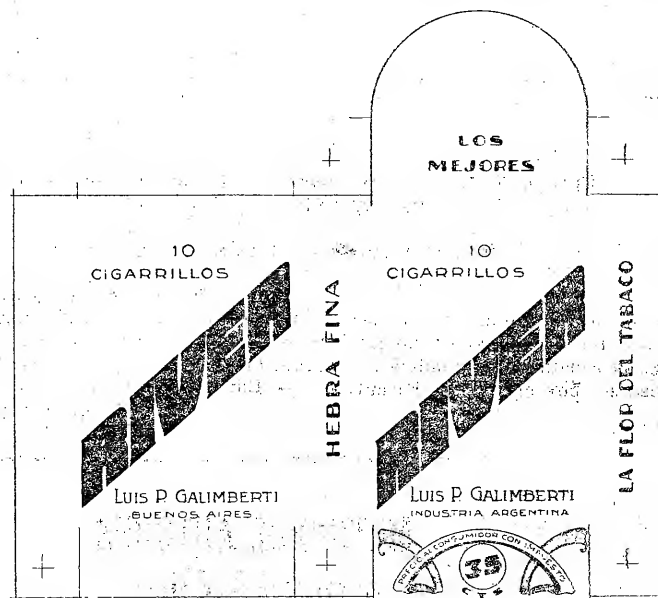 LOS
MEJORES
10
CIGARRILLOS
RIVER
LUIS P. GALIMBERTI
BUENOS AIRES
HEBRA FINA
10
CIGARRILLOS
RIVER
LUIS P. GALIMBERTI
INDUSTRIA ARGENTINA
PRECIO AL CONSUMIDOR CON IMPUESTO
35
CTS
LA FLOR DEL TABACO